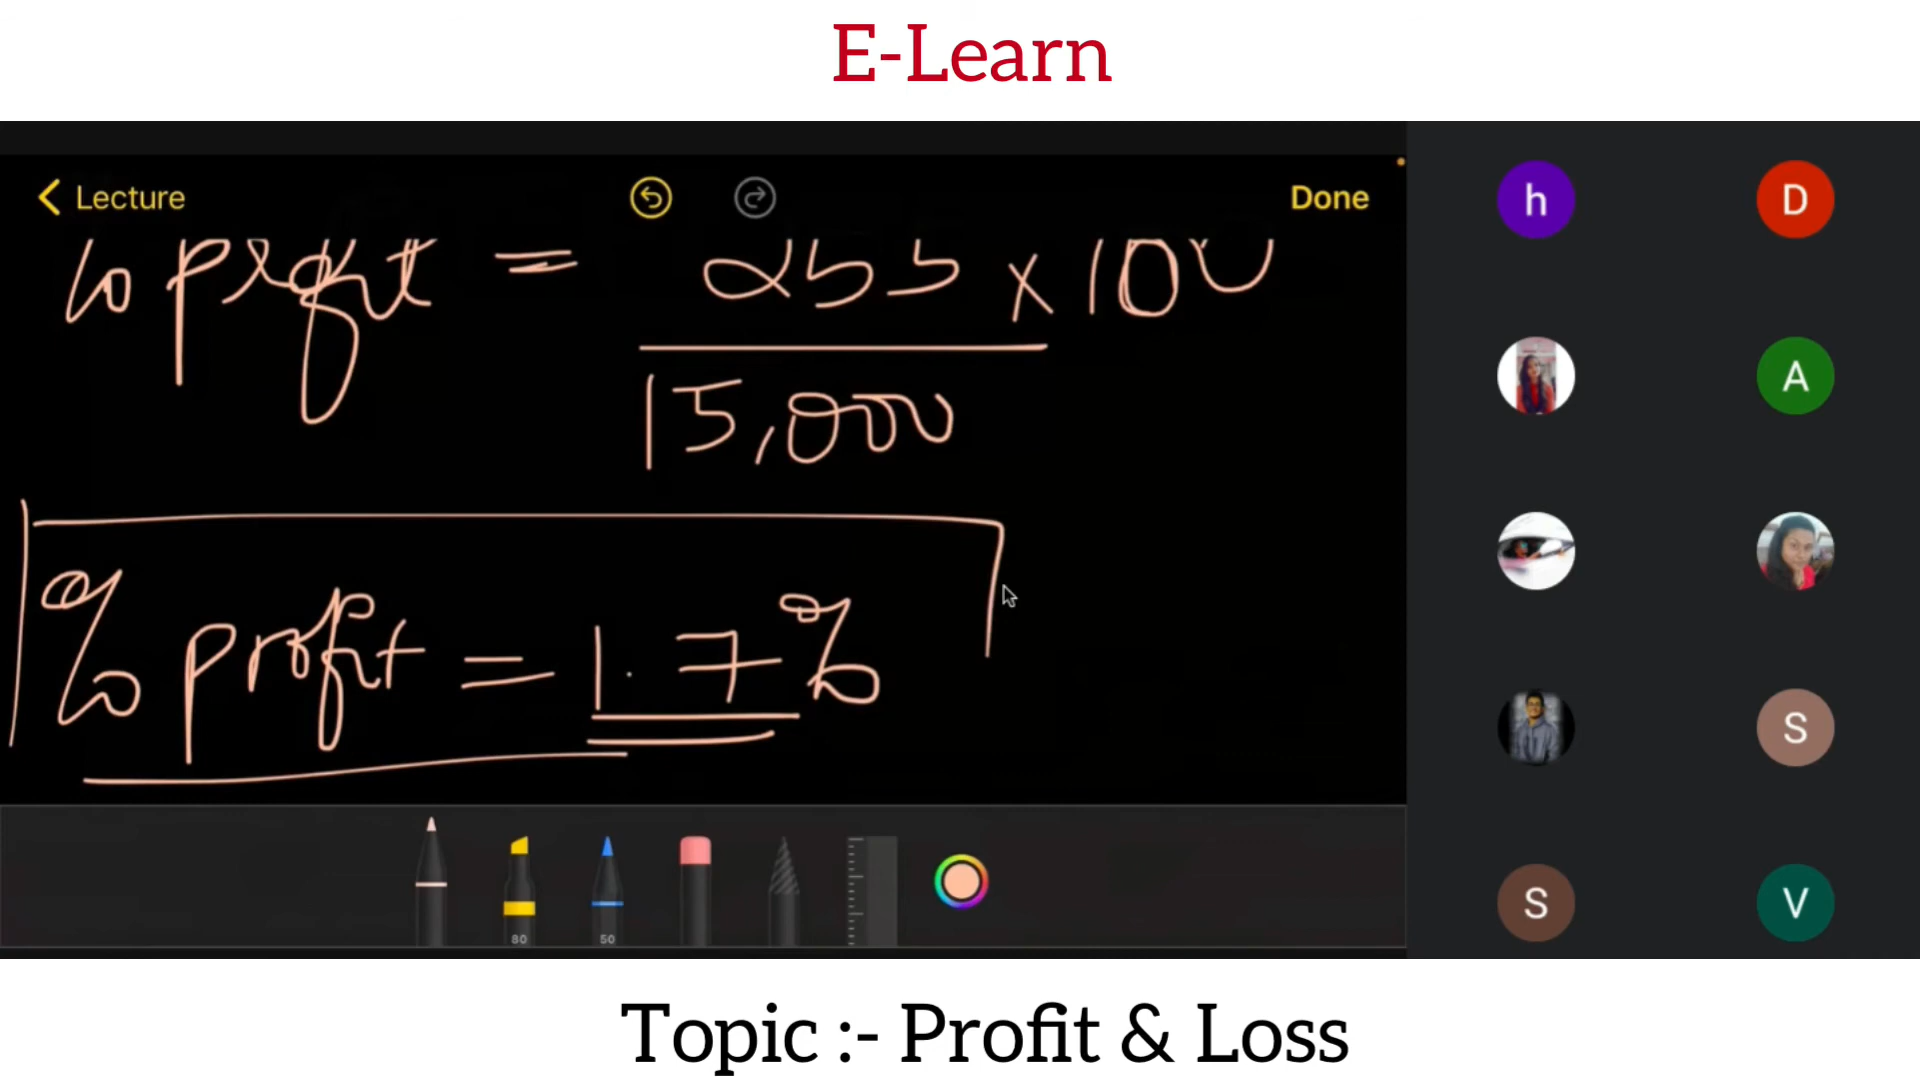 E-Learn
Lecture
Done
% profit = 255 x 100
15,000
% profit = 1.7%
80
50
h
D
A
S
S
V
Topic :- Profit & Loss